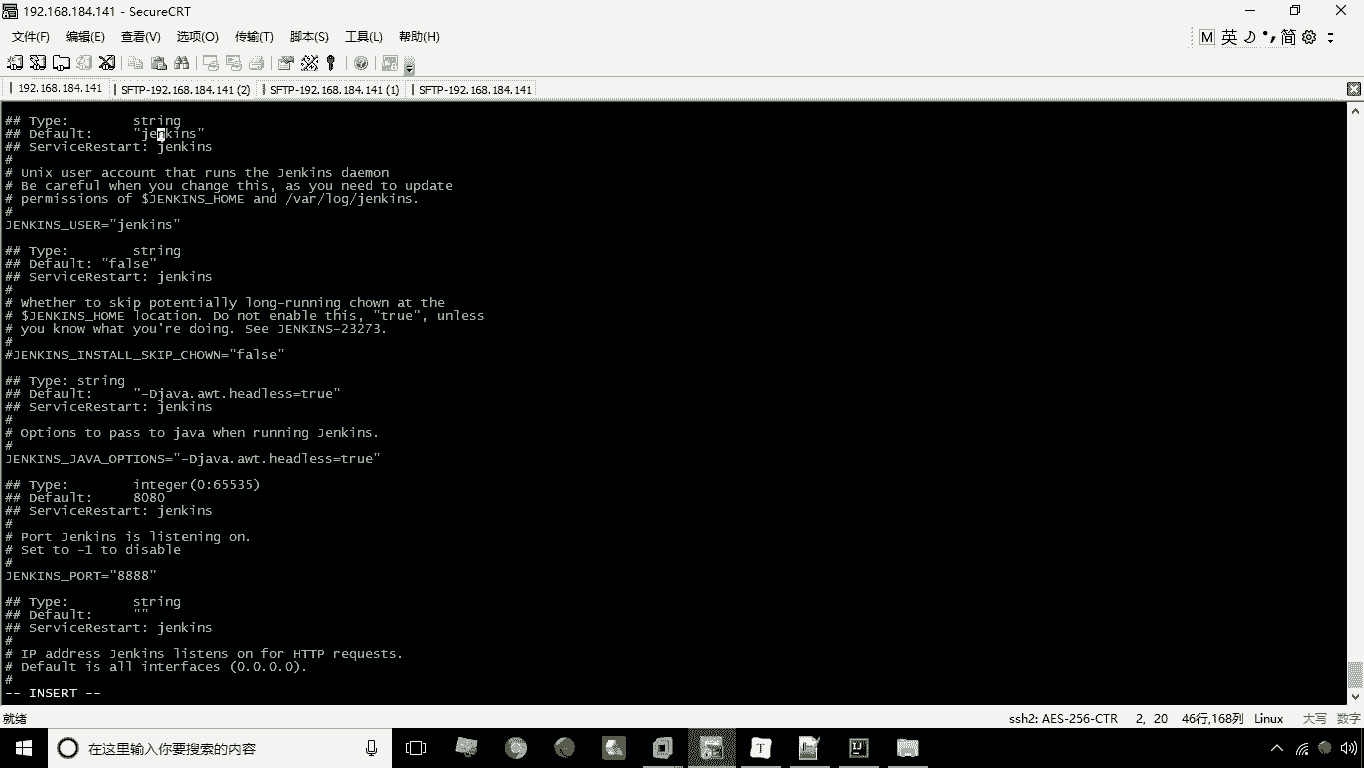 192.168.184.141 - SecureCRT
文件(F) 编辑(E) 查看(V) 选项(O) 传输(T) 脚本(S) 工具(L) 帮助(H)
M 英 简
192.168.184.141 SFTP-192.168.184.141 (2) SFTP-192.168.184.141 (1) SFTP-192.168.184.141
## Type:        string
## Default:     "jenkins"
## ServiceRestart: jenkins
#
# Unix user account that runs the Jenkins daemon
# Be careful when you change this, as you need to update
# permissions of $JENKINS_HOME and /var/log/jenkins.
#
JENKINS_USER="jenkins"
## Type:        string
## Default: "false"
## ServiceRestart: jenkins
#
# Whether to skip potentially long-running chown at the
# $JENKINS_HOME location. Do not enable this, "true", unless
# you know what you're doing. See JENKINS-23273.
#
#JENKINS_INSTALL_SKIP_CHOWN="false"
## Type: string
## Default:     "-Djava.awt.headless=true"
## ServiceRestart: jenkins
#
# Options to pass to java when running Jenkins.
#
JENKINS_JAVA_OPTIONS="-Djava.awt.headless=true"
## Type:        integer(0:65535)
## Default:     8080
## ServiceRestart: jenkins
#
# Port Jenkins is listening on.
# Set to -1 to disable
#
JENKINS_PORT="8888"
## Type:        string
## Default:     ""
## ServiceRestart: jenkins
#
# IP address Jenkins listens on for HTTP requests.
# Default is all interfaces (0.0.0.0).
#
-- INSERT --
就绪 ssh2: AES-256-CTR 2, 20 46行,168列 Linux 大写 数字
在这里输入你要搜索的内容
T